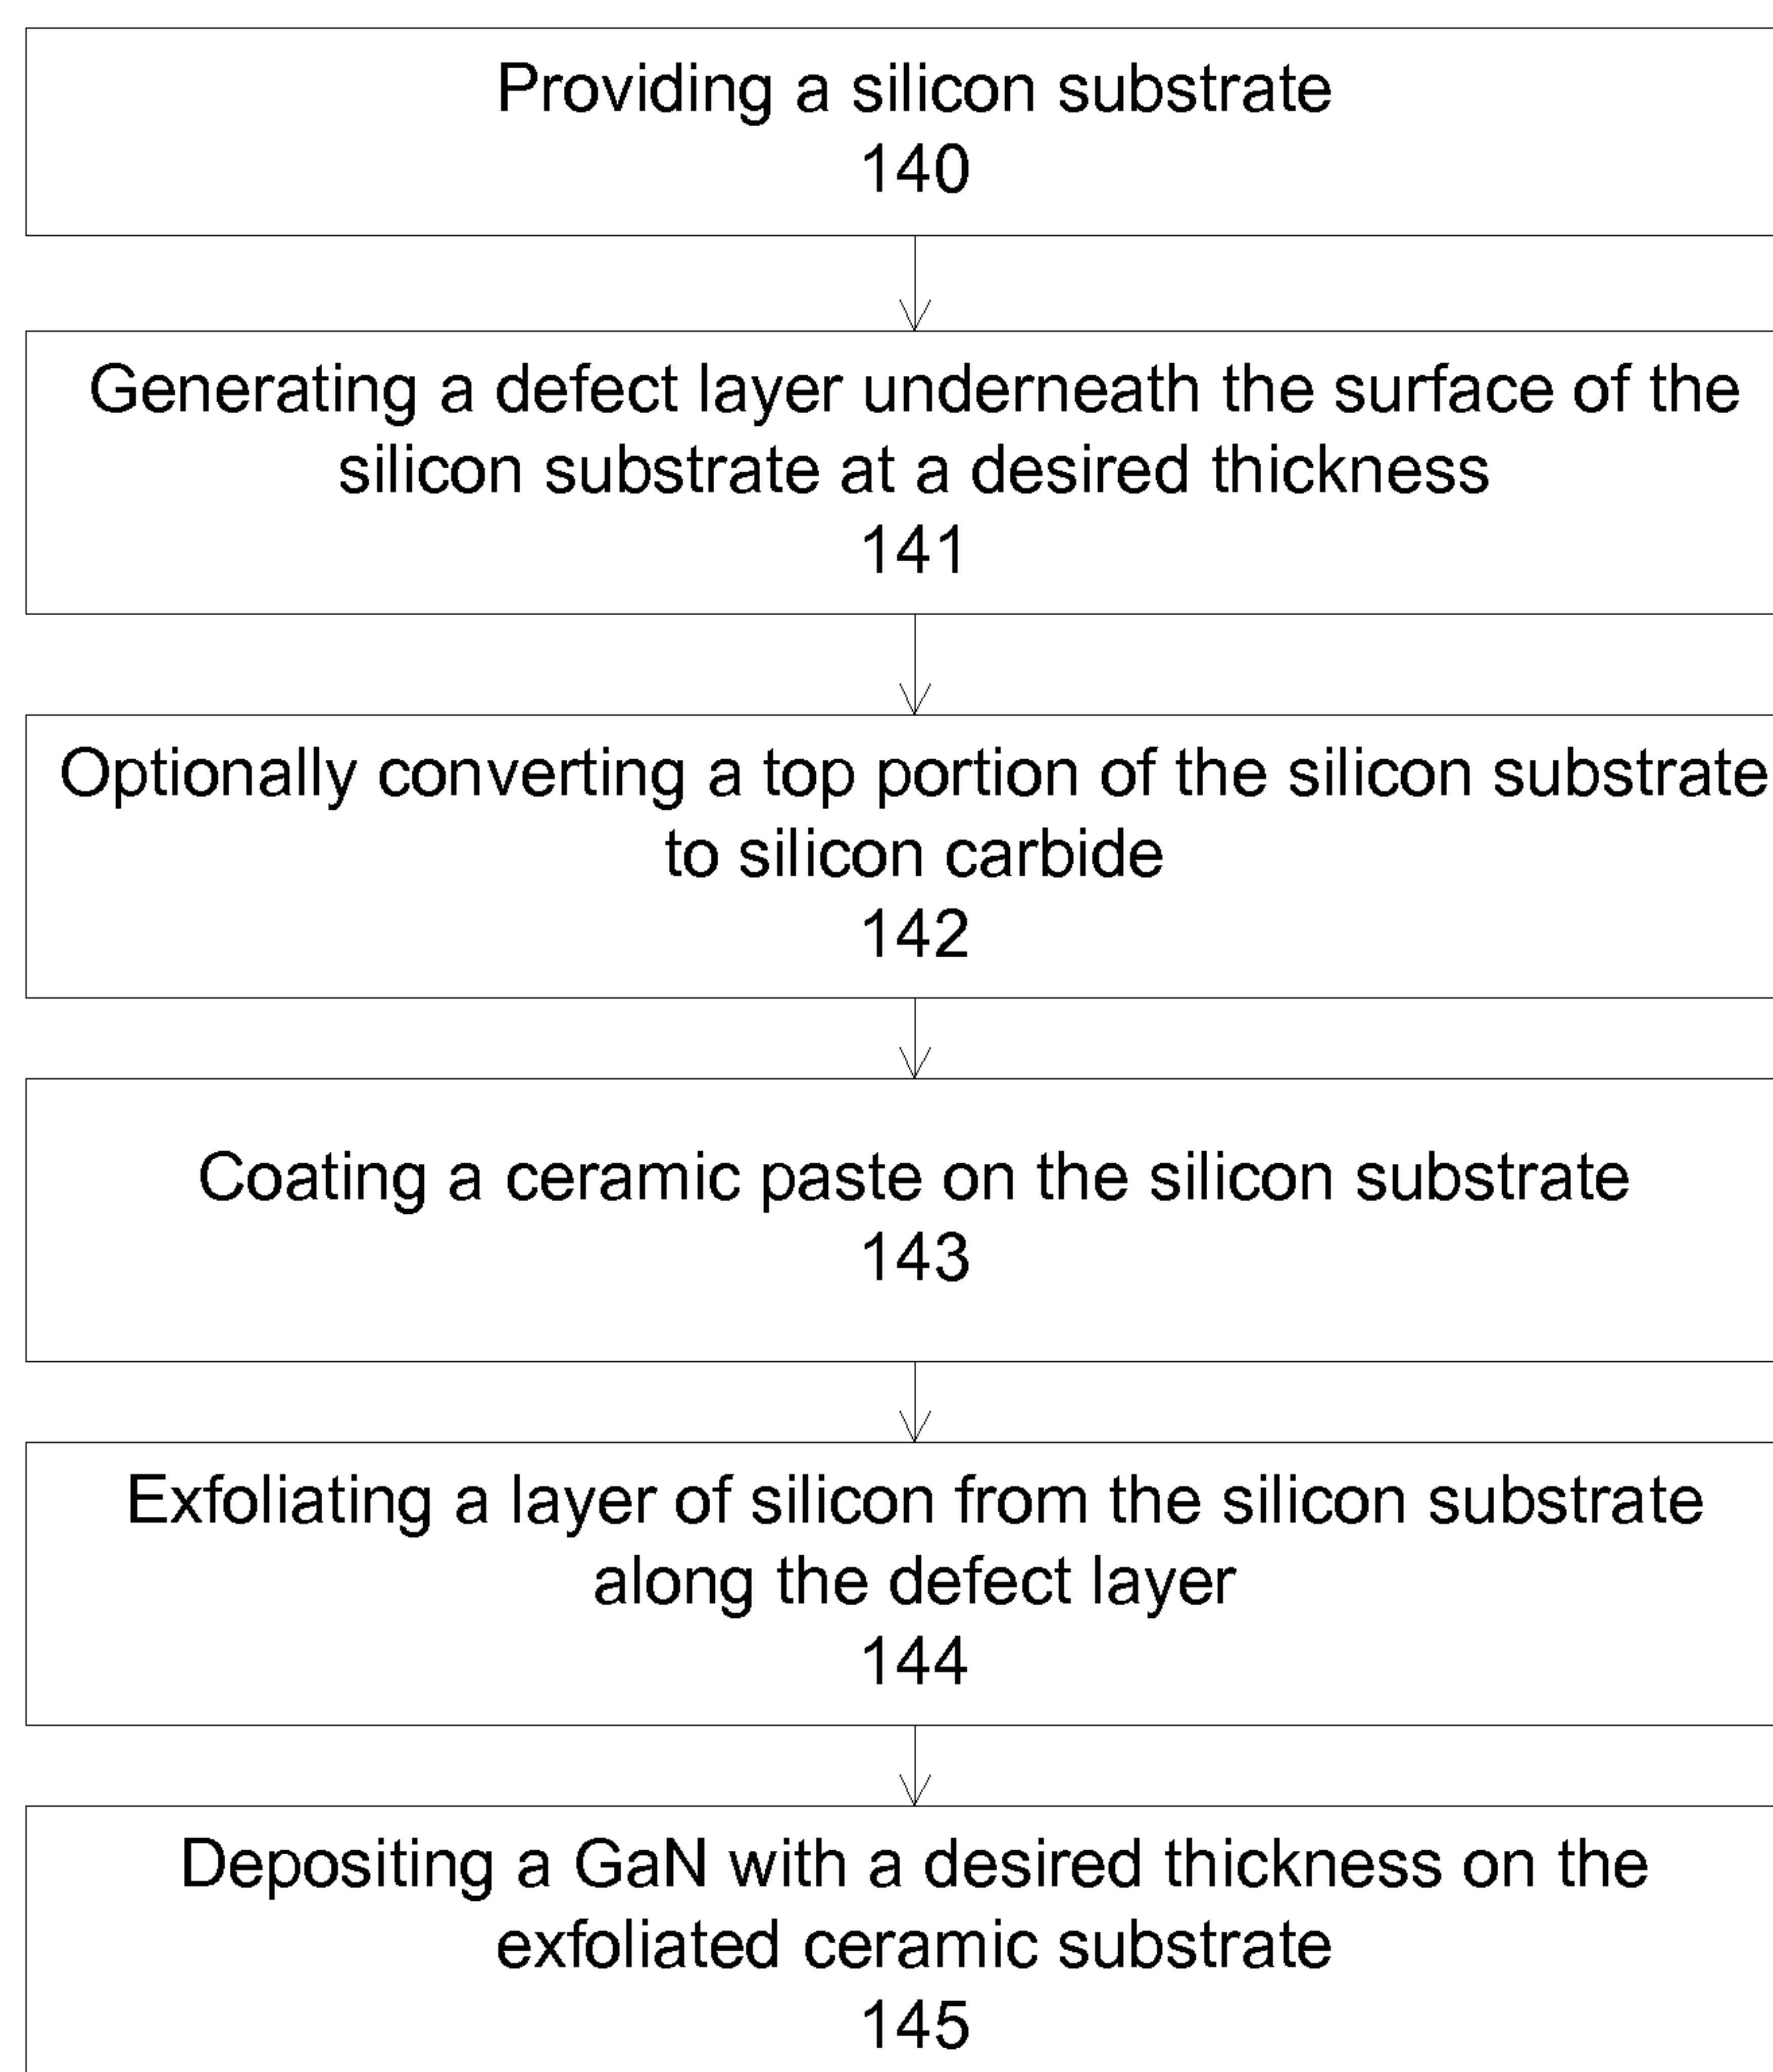 Providing a silicon substrate
140
Generating a defect layer underneath the surface of the
silicon substrate at a desired thickness
141
Optionally converting a top portion of the silicon substrate
to silicon carbide
142
Coating a ceramic paste on the silicon substrate
143
Exfoliating a layer of silicon from the silicon substrate
along the defect layer
144
Depositing a GaN with a desired thickness on the
exfoliated ceramic substrate
145